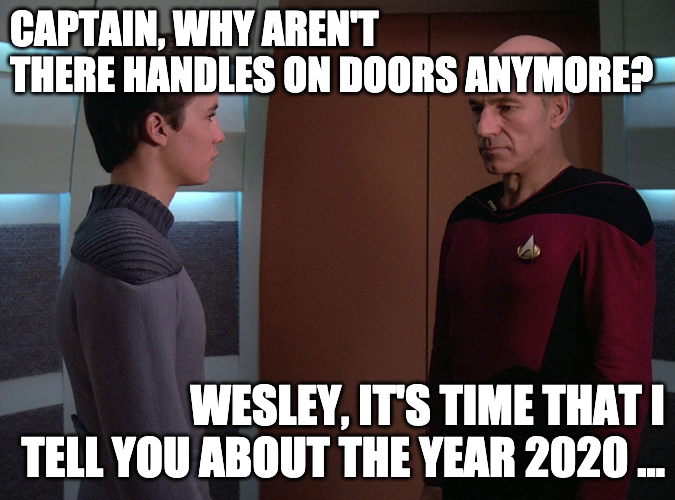 CAPTAIN, WHY AREN'T
THERE HANDLES ON DOORS ANYMORE?
WESLEY, IT'S TIME THAT I
TELL YOU ABOUT THE YEAR 2020 ...